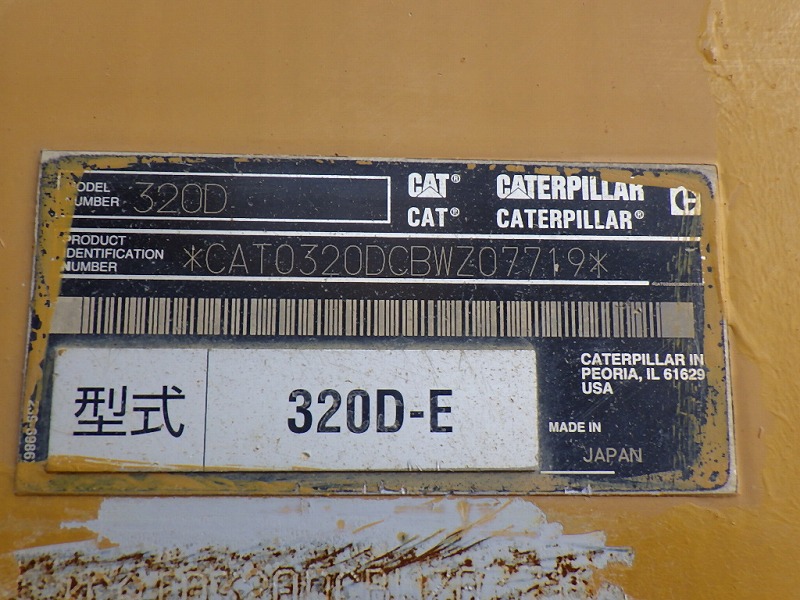 MODEL NUMBER 320D
CAT® CATERPILLAR
CAT® CATERPILLAR®
PRODUCT IDENTIFICATION NUMBER *CAT0320DCBWZ07719*
型式 320D-E
CATERPILLAR IN
PEORIA, IL 61629
USA
MADE IN
JAPAN